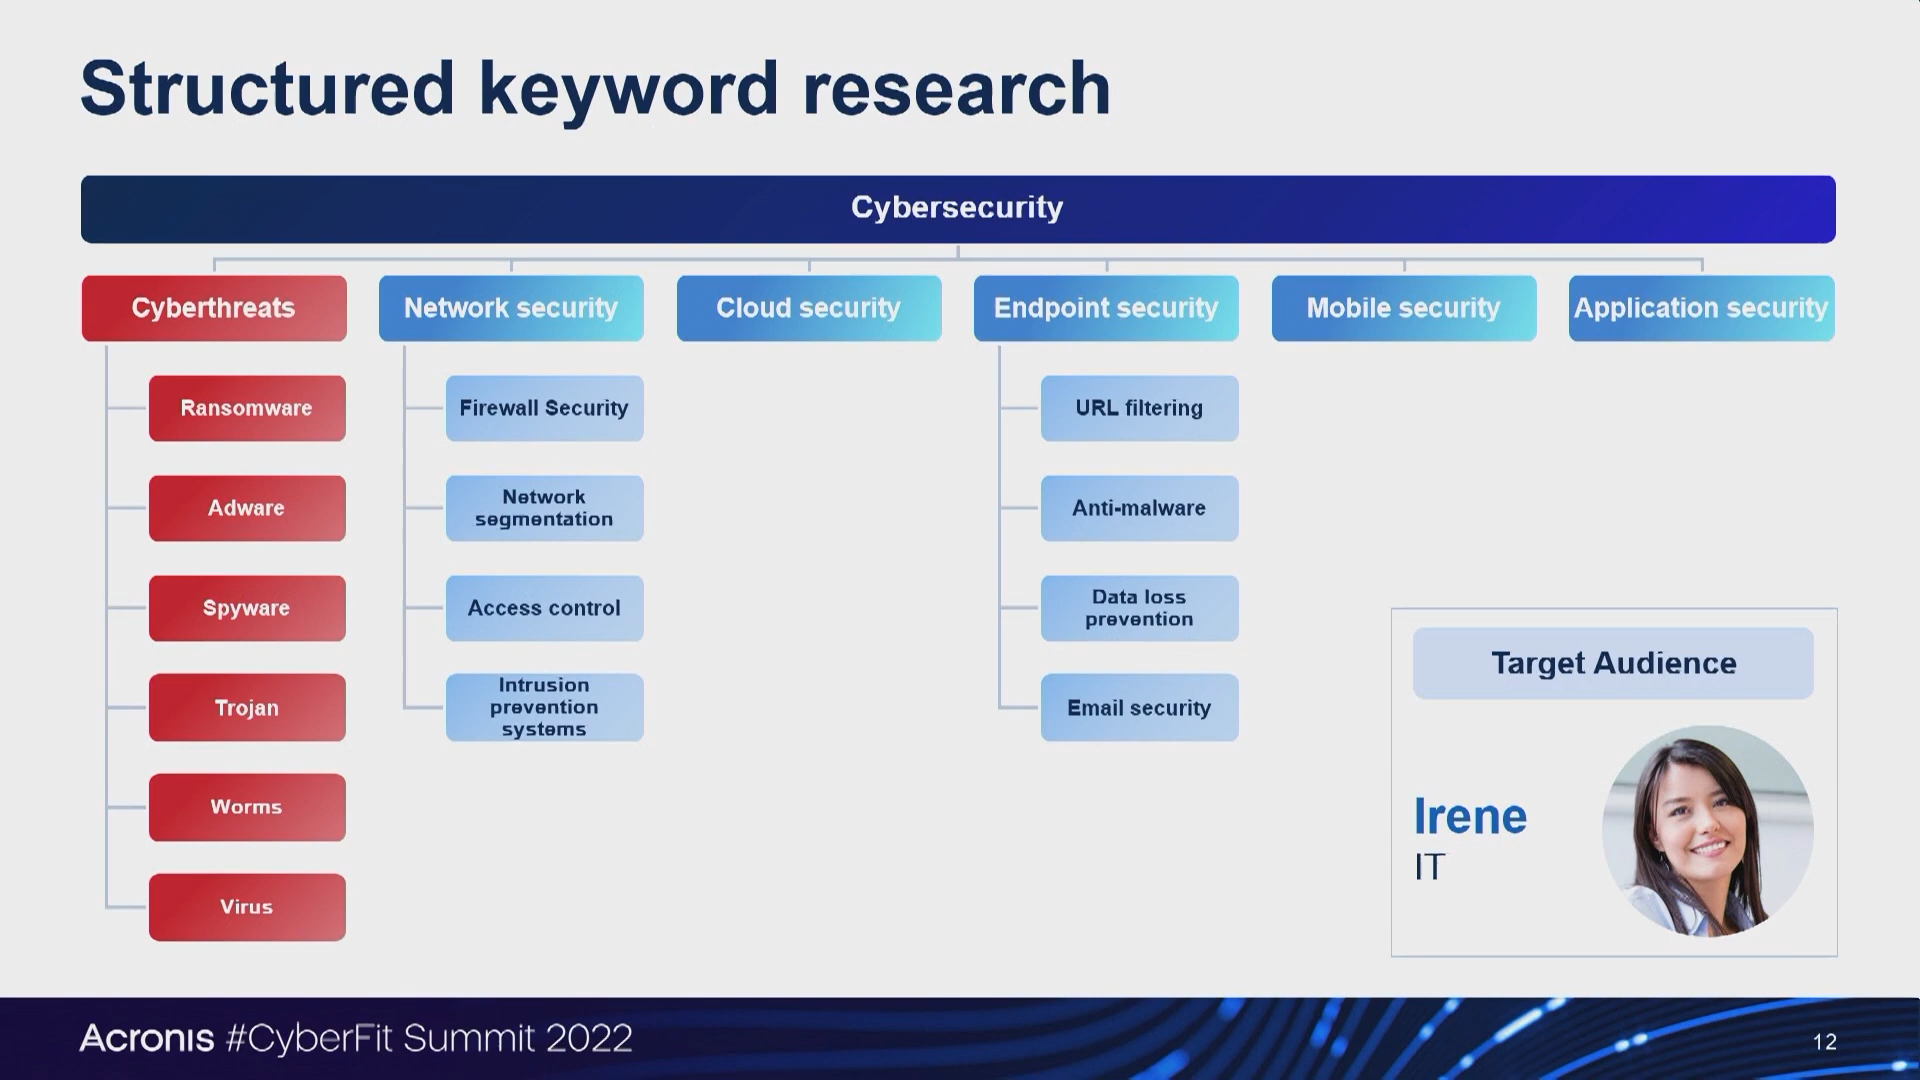 Structured keyword research
Cybersecurity
Cyberthreats
Network security
Cloud security
Endpoint security
Mobile security
Application security
Ransomware
Adware
Spyware
Trojan
Worms
Virus
Firewall Security
Network
segmentation
Access control
Intrusion
prevention
systems
URL filtering
Anti-malware
Data loss
prevention
Email security
Target Audience
Irene
IT
Acronis #CyberFit Summit 2022
12